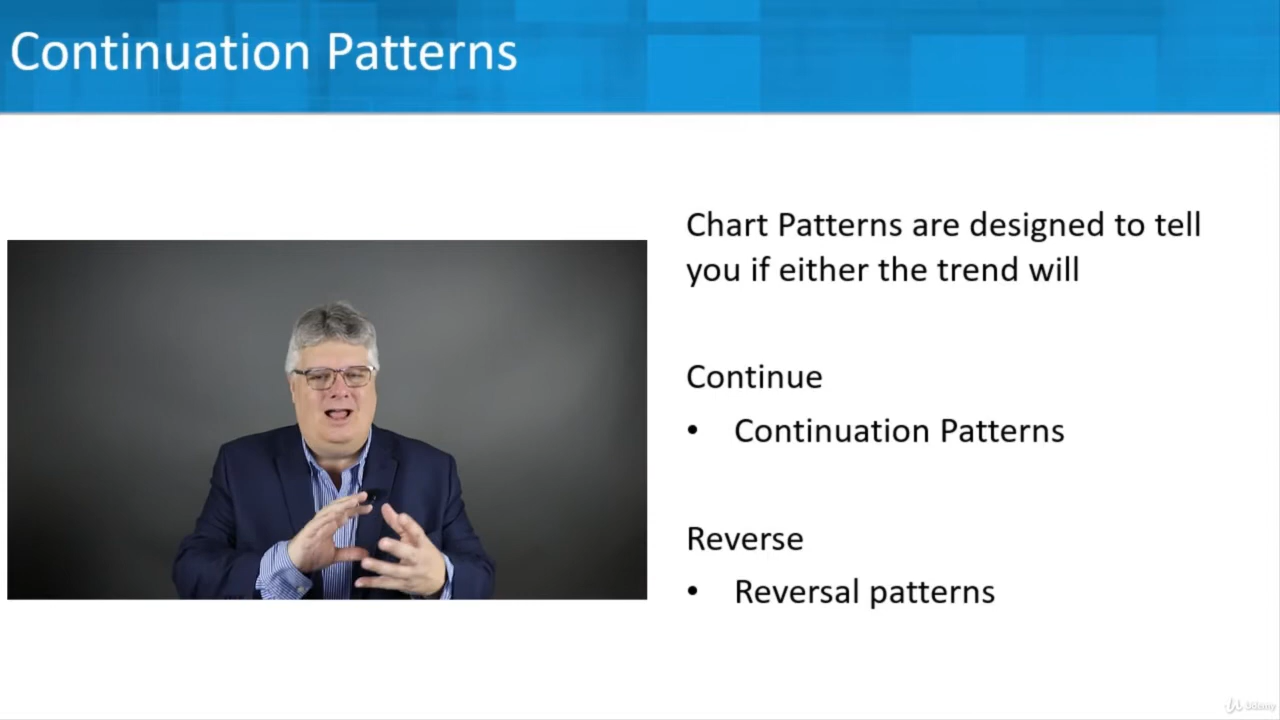 Continuation Patterns
Chart Patterns are designed to tell
you if either the trend will
Continue
• Continuation Patterns
Reverse
• Reversal patterns
Udemy